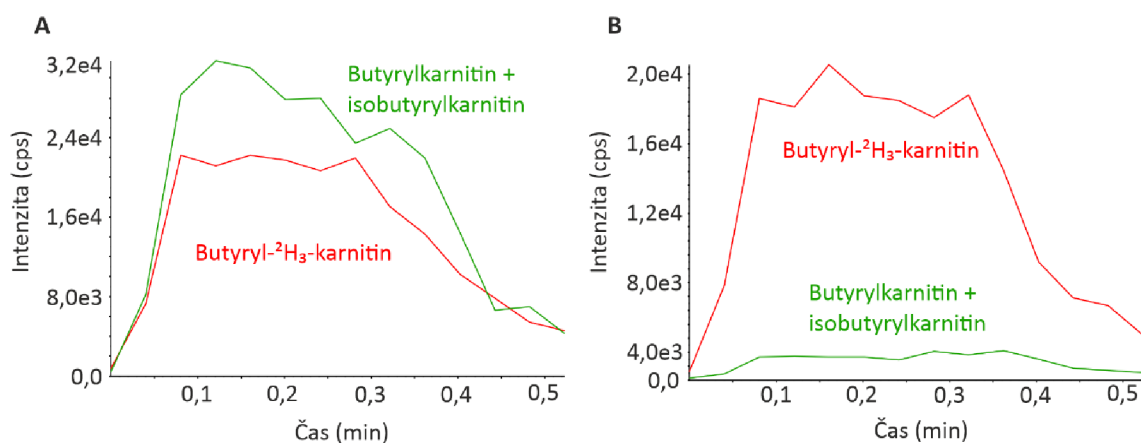 A
3,2e4
2,4e4
1,6e4
8,0e3
0,0
Intenzita (cps)
Butyrylkarnitin +
isobutyrylkarnitin
Butyryl-²H₃-karnitin
0,1
0,2
0,3
0,4
0,5
Čas (min)
B
2,0e4
1,6e4
1,2e4
8,0e3
4,0e3
0,0
Intenzita (cps)
Butyryl-²H₃-karnitin
Butyrylkarnitin +
isobutyrylkarnitin
0,1
0,2
0,3
0,4
0,5
Čas (min)